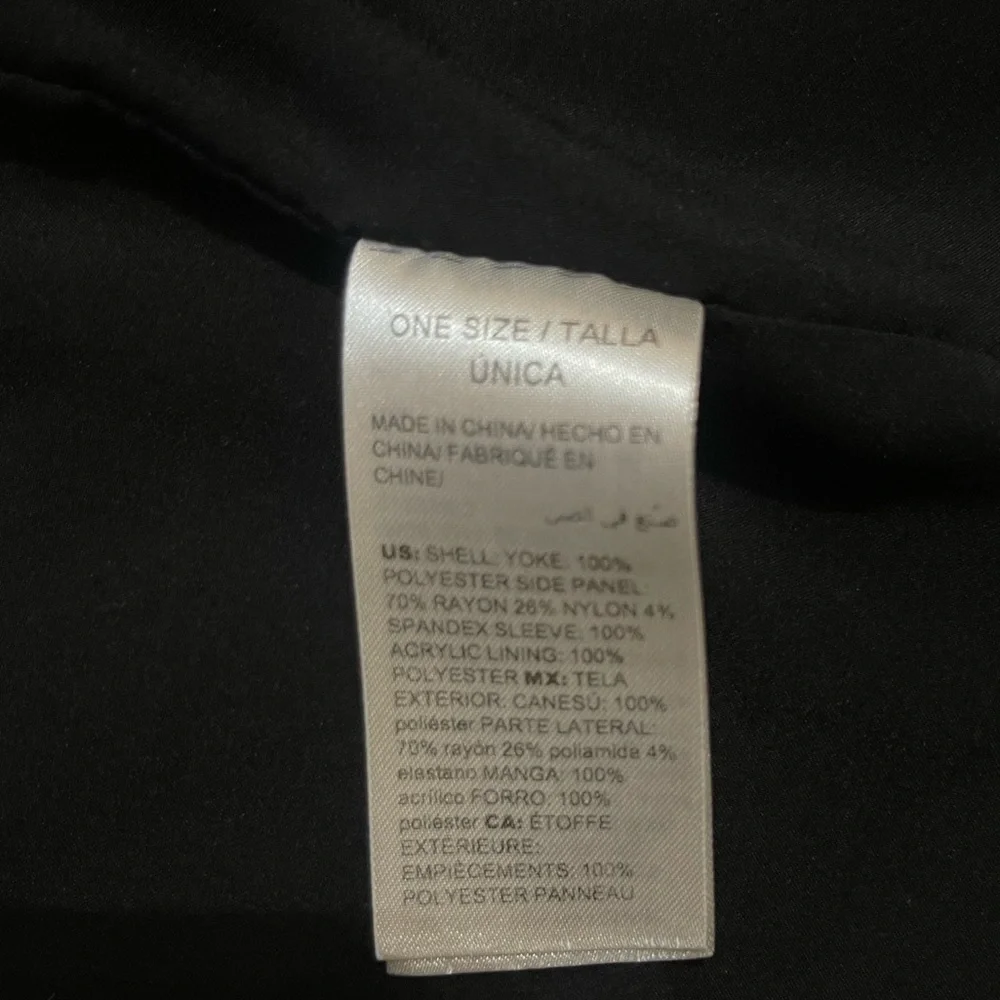 ONE SIZE / TALLA
ÚNICA
MADE IN CHINA/ HECHO EN
CHINA/ FABRIQUÉ EN
CHINE/
صنع في الصين
US: SHELL: YOKE: 100%
POLYESTER SIDE PANEL:
70% RAYON 26% NYLON 4%
SPANDEX SLEEVE: 100%
ACRYLIC LINING: 100%
POLYESTER MX: TELA
EXTERIOR: CANESÚ: 100%
poliéster PARTE LATERAL:
70% rayón 26% poliamida 4%
elastano MANGA: 100%
acrílico FORRO: 100%
poliéster CA: ÉTOFFE
EXTÉRIEURE:
EMPIÈCEMENTS: 100%
POLYESTER PANNEAU